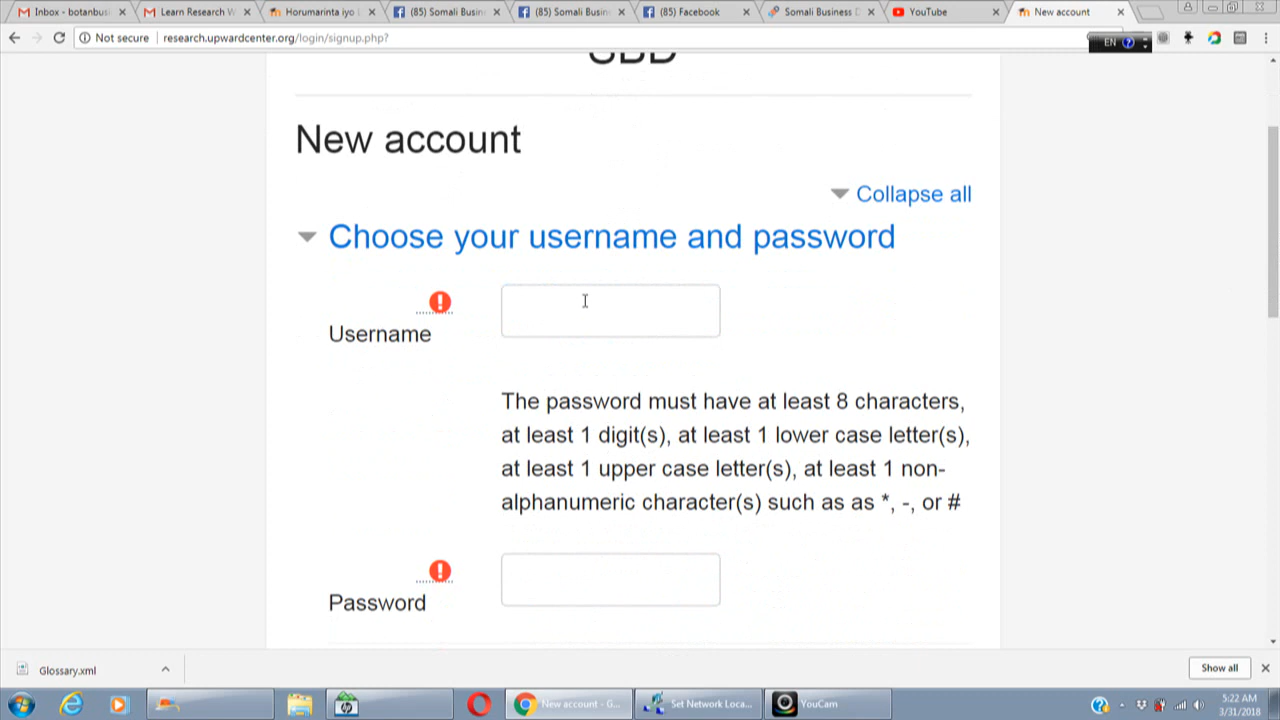 Inbox - botanbusi
Learn Research W
Horumarinta iyo
(85) Somali Busin
(85) Somali Busin
(85) Facebook
Somali Business D
YouTube
New account
Not secure
research.upwardcenter.org/login/signup.php?
EN
New account
Collapse all
Choose your username and password
Username
The password must have at least 8 characters,
at least 1 digit(s), at least 1 lower case letter(s),
at least 1 upper case letter(s), at least 1 non-
alphanumeric character(s) such as as *, -, or #
Password
Glossary.xml
Show all
New account - G...
Set Network Loca...
YouCam
5:22 AM
3/31/2018